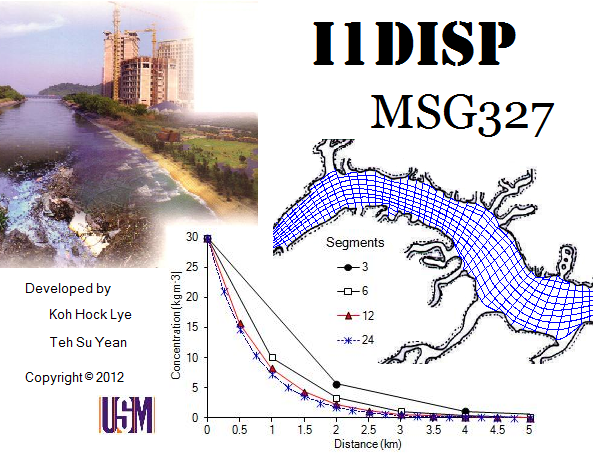 I1DISP
MSG327
Segments
3
6
12
24
Concentration[kgm-3]
30
25
20
15
10
5
0
0 0.5 1 1.5 2 2.5 3 3.5 4 4.5 5
Distance (km)
Developed by
Koh Hock Lye
Teh Su Yean
Copyright © 2012
USM